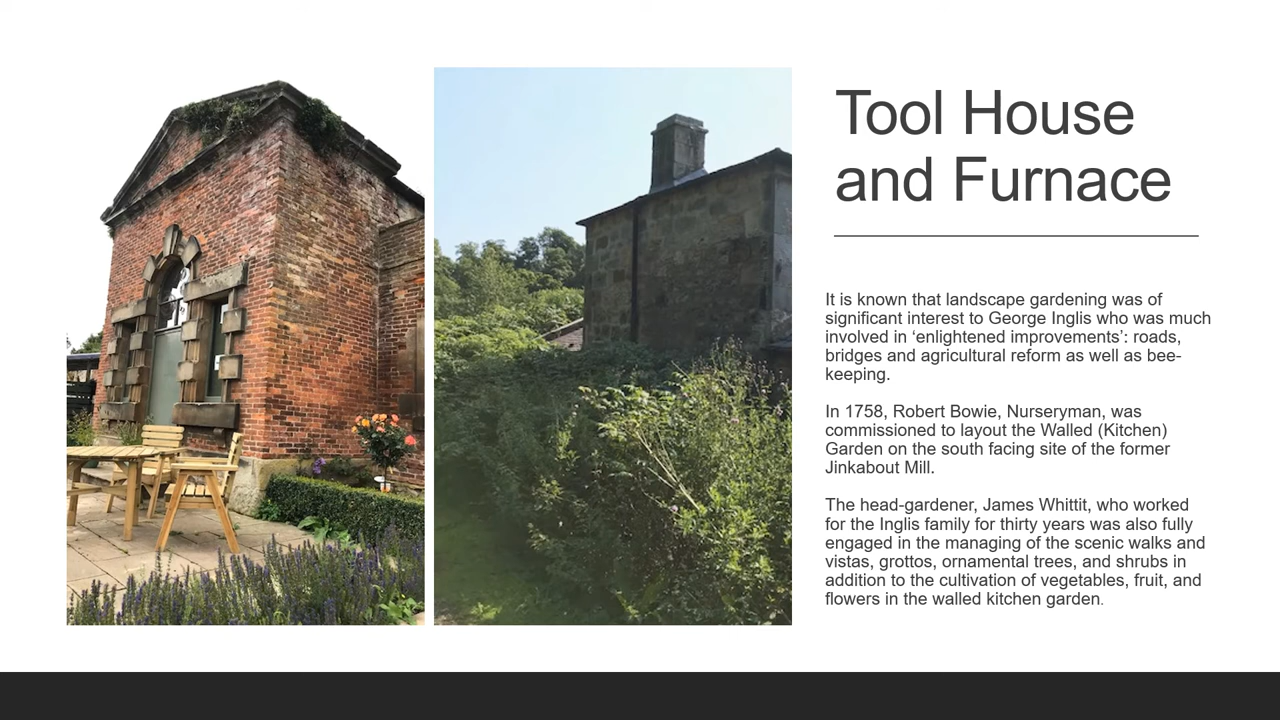 Tool House
and Furnace
It is known that landscape gardening was of
significant interest to George Inglis who was much
involved in ‘enlightened improvements’: roads,
bridges and agricultural reform as well as bee-
keeping.
In 1758, Robert Bowie, Nurseryman, was
commissioned to layout the Walled (Kitchen)
Garden on the south facing site of the former
Jinkabout Mill.
The head-gardener, James Whittit, who worked
for the Inglis family for thirty years was also fully
engaged in the managing of the scenic walks and
vistas, grottos, ornamental trees, and shrubs in
addition to the cultivation of vegetables, fruit, and
flowers in the walled kitchen garden.